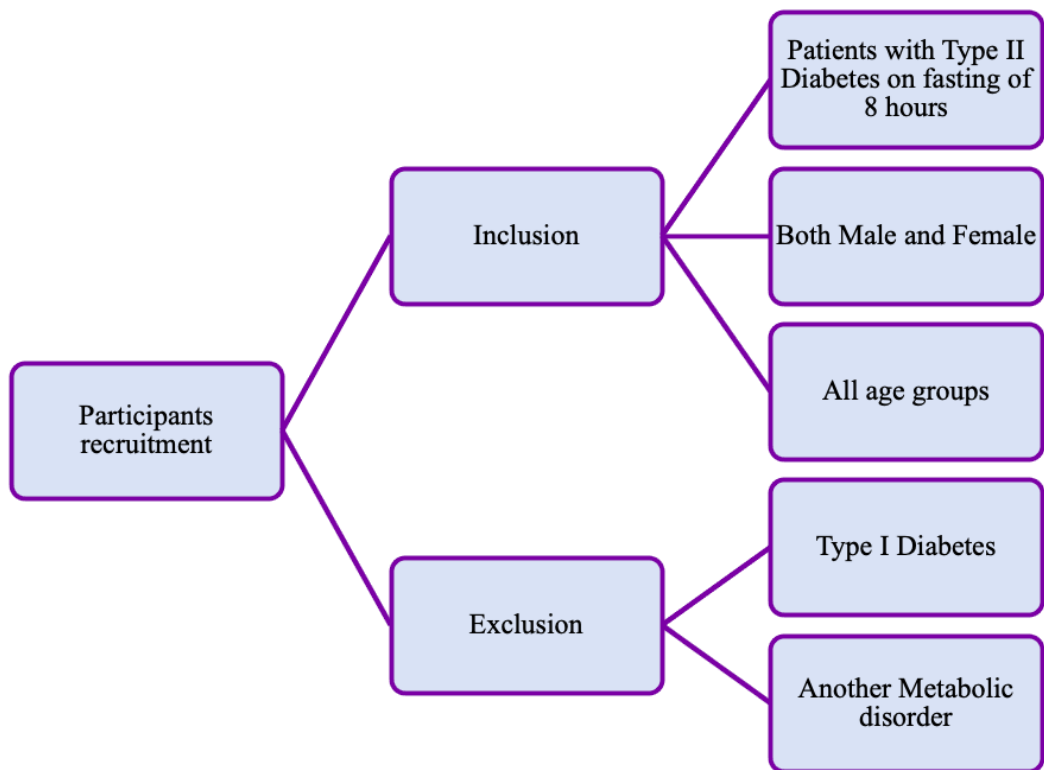 Participants
recruitment
Inclusion
Patients with Type II
Diabetes on fasting of
8 hours
Both Male and Female
All age groups
Exclusion
Type I Diabetes
Another Metabolic
disorder